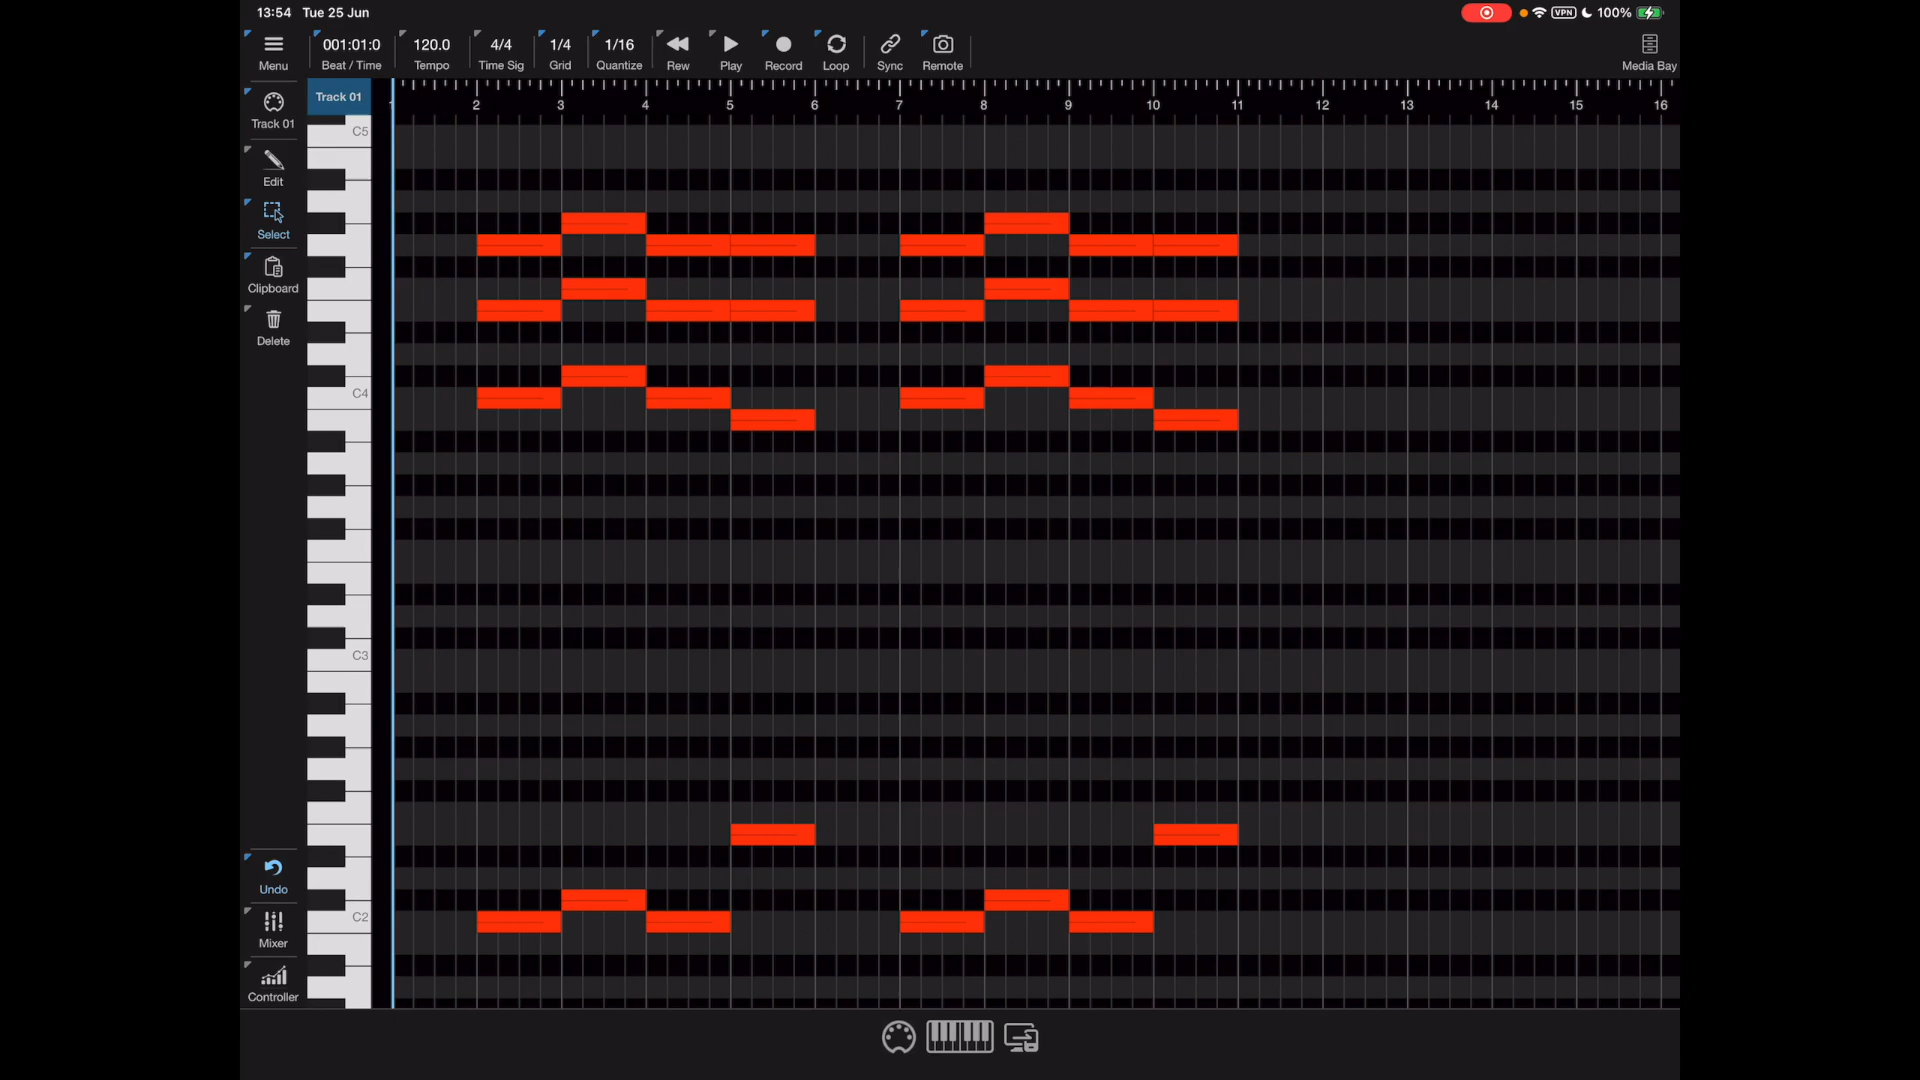 13:54 Tue 25 Jun
VPN 100%
Menu
001:01:0 Beat / Time
120.0 Tempo
4/4 Time Sig
1/4 Grid
1/16 Quantize
Rew
Play
Record
Loop
Sync
Remote
Media Bay
Track 01
1 2 3 4 5 6 7 8 9 10 11 12 13 14 15 16
Track 01
Edit
Select
Clipboard
Delete
Undo
Mixer
Controller
C5
C4
C3
C2